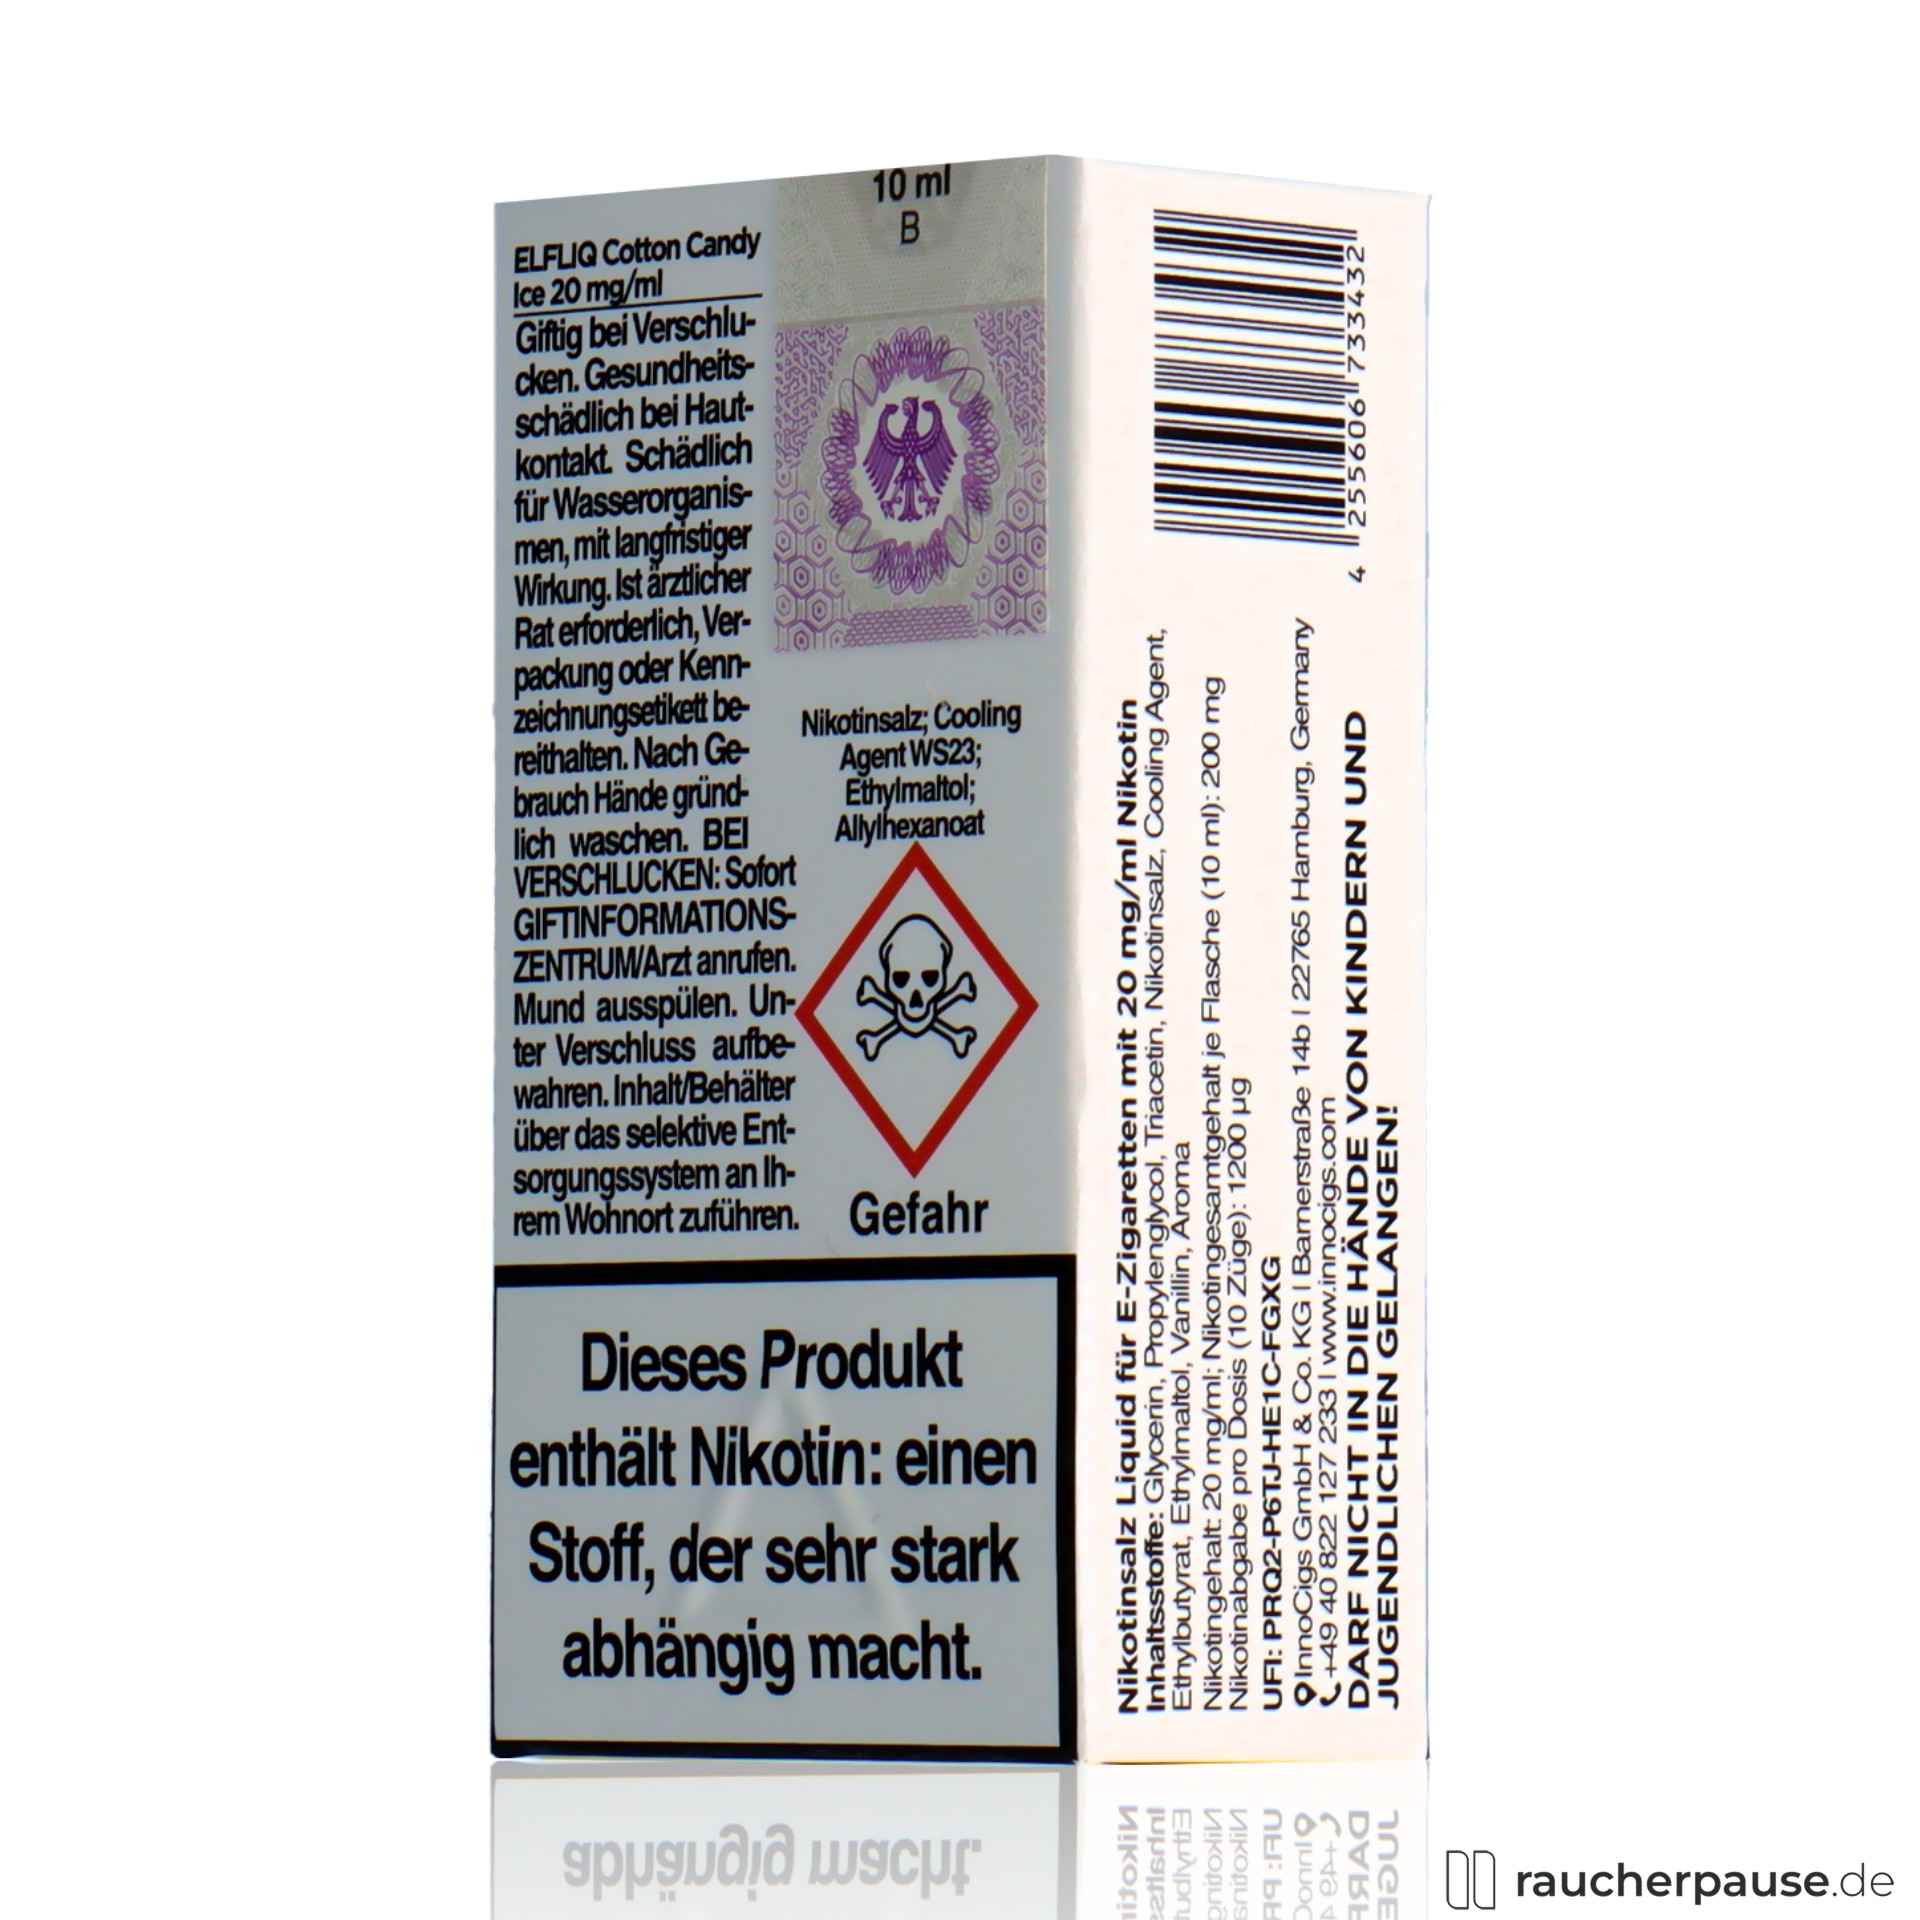 ELFLIQ Cotton Candy
Ice 20 mg/ml
Giftig bei Verschlu-
cken. Gesundheits-
schädlich bei Haut-
kontakt. Schädlich
für Wasserorganis-
men, mit langfristiger
Wirkung. Ist ärztlicher
Rat erforderlich, Ver-
packung oder Kenn-
zeichnungsetikett be-
reithalten. Nach Ge-
brauch Hände gründ-
lich waschen. BEI
VERSCHLUCKEN: Sofort
GIFTINFORMATIONS-
ZENTRUM/Arzt anrufen.
Mund ausspülen. Un-
ter Verschluss aufbe-
wahren. Inhalt/Behälter
über das selektive Ent-
sorgungssystem an Ih-
rem Wohnort zuführen.
10 ml
B
Nikotinsalz; Cooling
Agent WS23;
Ethylmaltol;
Allylhexanoat
Gefahr
Dieses Produkt
enthält Nikotin: einen
Stoff, der sehr stark
abhängig macht.
4 255606 733432
Nikotinsalz Liquid für E-Zigaretten mit 20 mg/ml Nikotin
Inhaltsstoffe: Glycerin, Propylenglycol, Triacetin, Nikotinsalz, Cooling Agent,
Ethylbutyrat, Ethylmaltol, Vanillin, Aroma
Nikotingehalt: 20 mg/ml; Nikotingesamtgehalt je Flasche (10 ml): 200 mg
Nikotinabgabe pro Dosis (10 Züge): 1200 µg
UFI: PRQ2-P6TJ-HE1C-FGXG
InnoCigs GmbH & Co. KG | Barnerstraße 14b | 22765 Hamburg, Germany
+49 40 822 127 233 | www.innocigs.com
DARF NICHT IN DIE HÄNDE VON KINDERN UND
JUGENDLICHEN GELANGEN!
raucherpause.de